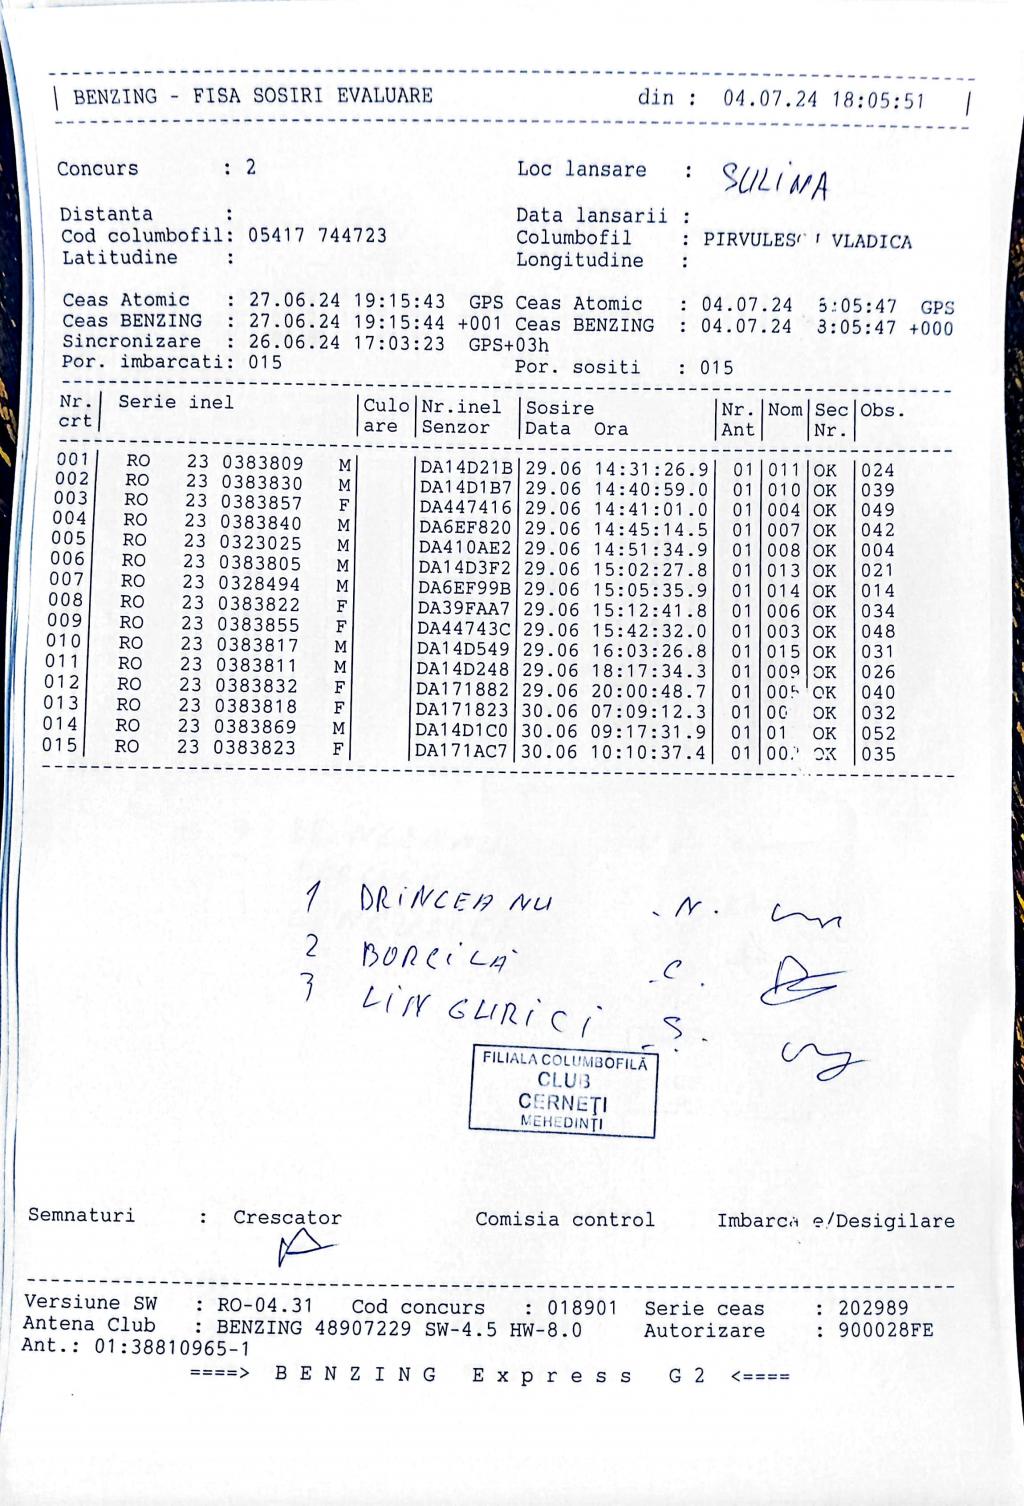 BENZING - FISA SOSIRI EVALUARE din : 04.07.24 18:05:51
Concurs : 2 Loc lansare : SULINA
Distanta : Data lansarii :
Cod columbofil: 05417 744723 Columbofil : VLADICA
Latitudine : Longitudine :
Ceas Atomic : 27.06.24 19:15:43 GPS Ceas Atomic : 04.07.24 :05:47 GPS
Ceas BENZING : 27.06.24 19:15:44 +001 Ceas BENZING : 04.07.24 :05:47 +000
Sincronizare : 26.06.24 17:03:23 GPS+03h
Por. imbarcati: 015 Por. sositi : 015
Nr. Serie inel Culo Nr.inel Sosire Nr. Nom Sec Obs.
crt are Senzor Data Ora Ant Nr.
001 RO 23 0383809 M DA14D21B 29.06 14:31:26.9 01 011 OK 024
002 RO 23 0383830 M DA14D1B7 29.06 14:40:59.0 01 010 OK 039
003 RO 23 0383857 F DA447416 29.06 14:41:01.0 01 004 OK 049
004 RO 23 0383840 M DA6EF820 29.06 14:45:14.5 01 007 OK 042
005 RO 23 0323025 M DA410AE2 29.06 14:51:34.9 01 008 OK 004
006 RO 23 0383805 M DA14D3F2 29.06 15:02:27.8 01 013 OK 021
007 RO 23 0328494 M DA6EF99B 29.06 15:05:35.9 01 014 OK 014
008 RO 23 0383822 F DA39FAA7 29.06 15:12:41.8 01 006 OK 034
009 RO 23 0383855 F DA44743C 29.06 15:42:32.0 01 003 OK 048
010 RO 23 0383817 M DA14D549 29.06 16:03:26.8 01 015 OK 031
011 RO 23 0383811 M DA14D248 29.06 18:17:34.3 01 009 OK 026
012 RO 23 0383832 F DA171882 29.06 20:00:48.7 01 OK 040
013 RO 23 0383818 F DA171823 30.06 07:09:12.3 01 OK 032
014 RO 23 0383869 M DA14D1C0 30.06 09:17:31.9 01 OK 052
015 RO 23 0383823 F DA171AC7 30.06 10:10:37.4 01 OK 035
1 DRINCEANU .N.
2 BORCILĂ .C.
3 LINGURICI .Ș.
FILIALA COLUMBOFILĂ
CLUB
CERNEŢI
MEHEDINŢI
Semnaturi : Crescator Comisia control Imbarca e/Desigilare
Versiune SW : RO-04.31 Cod concurs : 018901 Serie ceas : 202989
Antena Club : BENZING 48907229 SW-4.5 HW-8.0 Autorizare : 900028FE
Ant.: 01:38810965-1
====> BENZING Express G2 <====